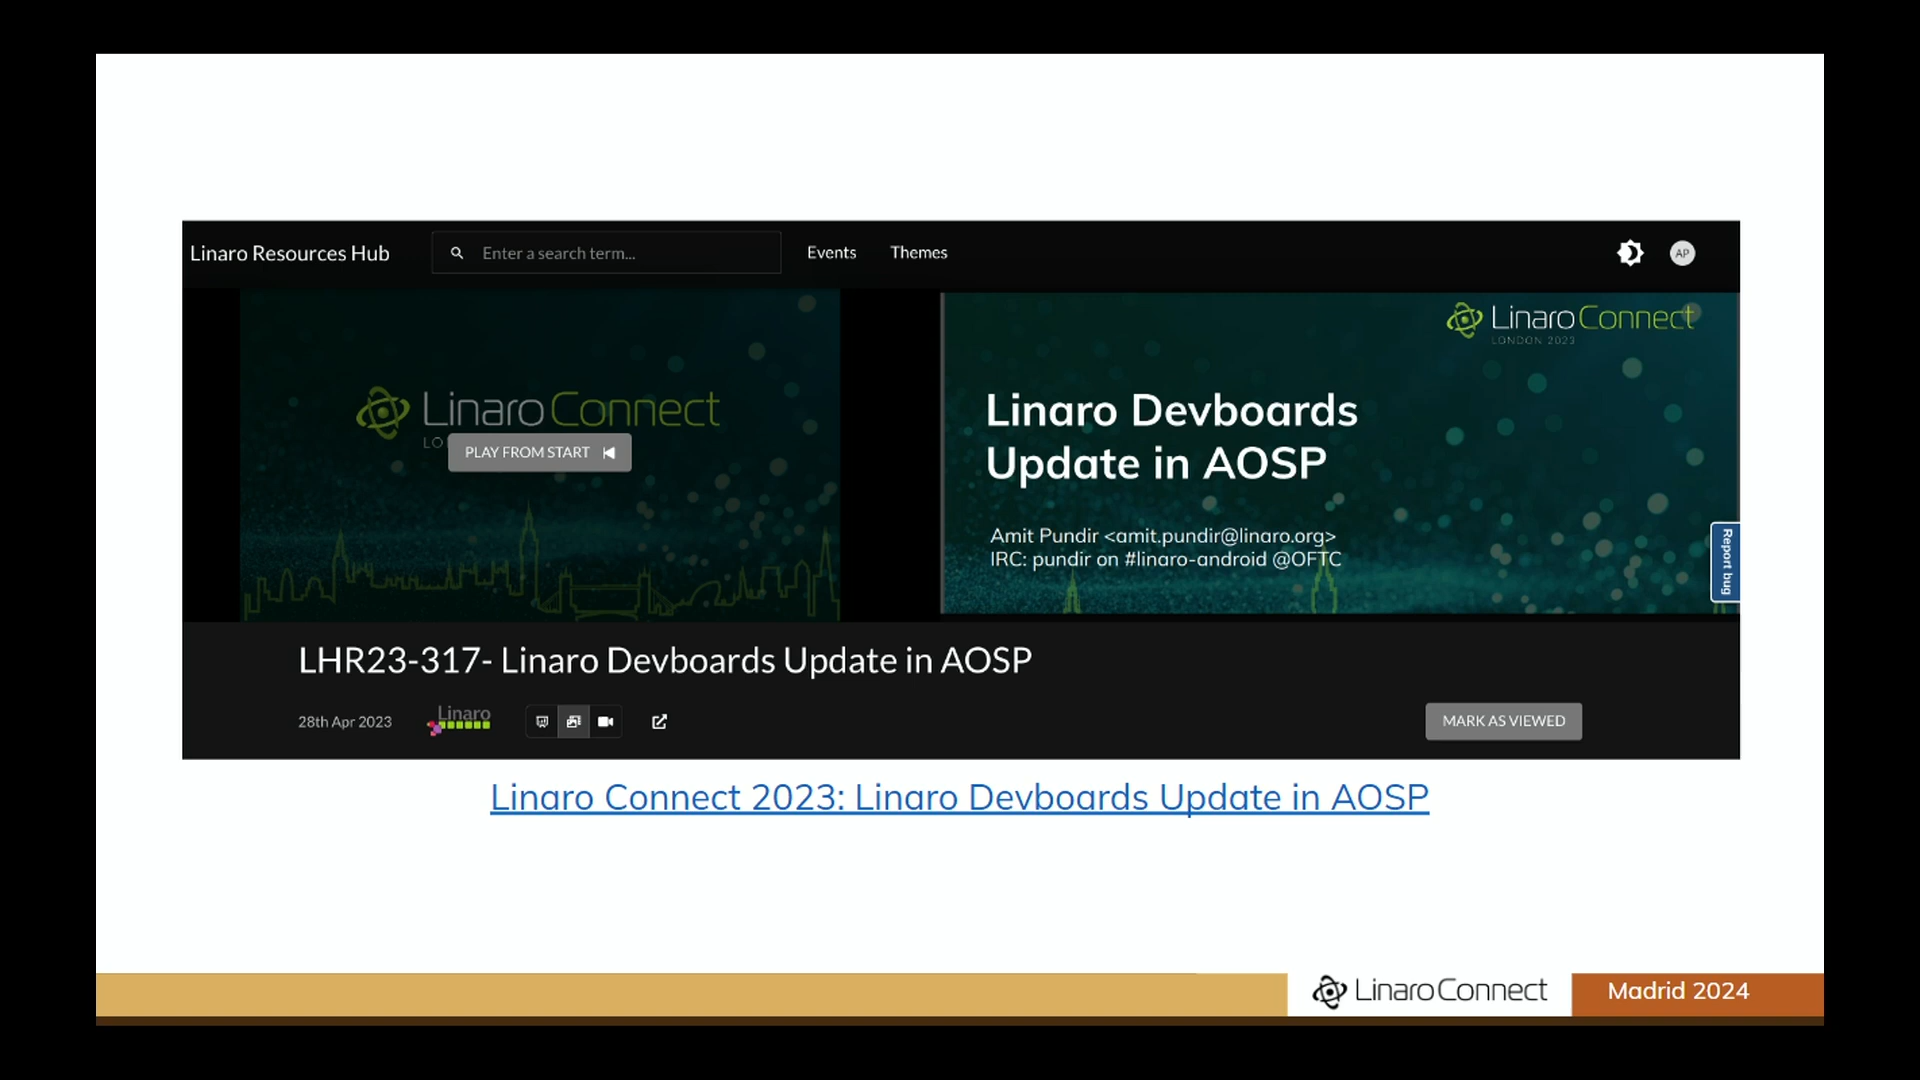 Linaro Resources Hub
Enter a search term...
Events
Themes
AP
LinaroConnect
LO
PLAY FROM START
LinaroConnect
LONDON 2023
Linaro Devboards
Update in AOSP
Amit Pundir <amit.pundir@linaro.org>
IRC: pundir on #linaro-android @OFTC
Report bug
LHR23-317- Linaro Devboards Update in AOSP
28th Apr 2023
Linaro
MARK AS VIEWED
Linaro Connect 2023: Linaro Devboards Update in AOSP
LinaroConnect
Madrid 2024